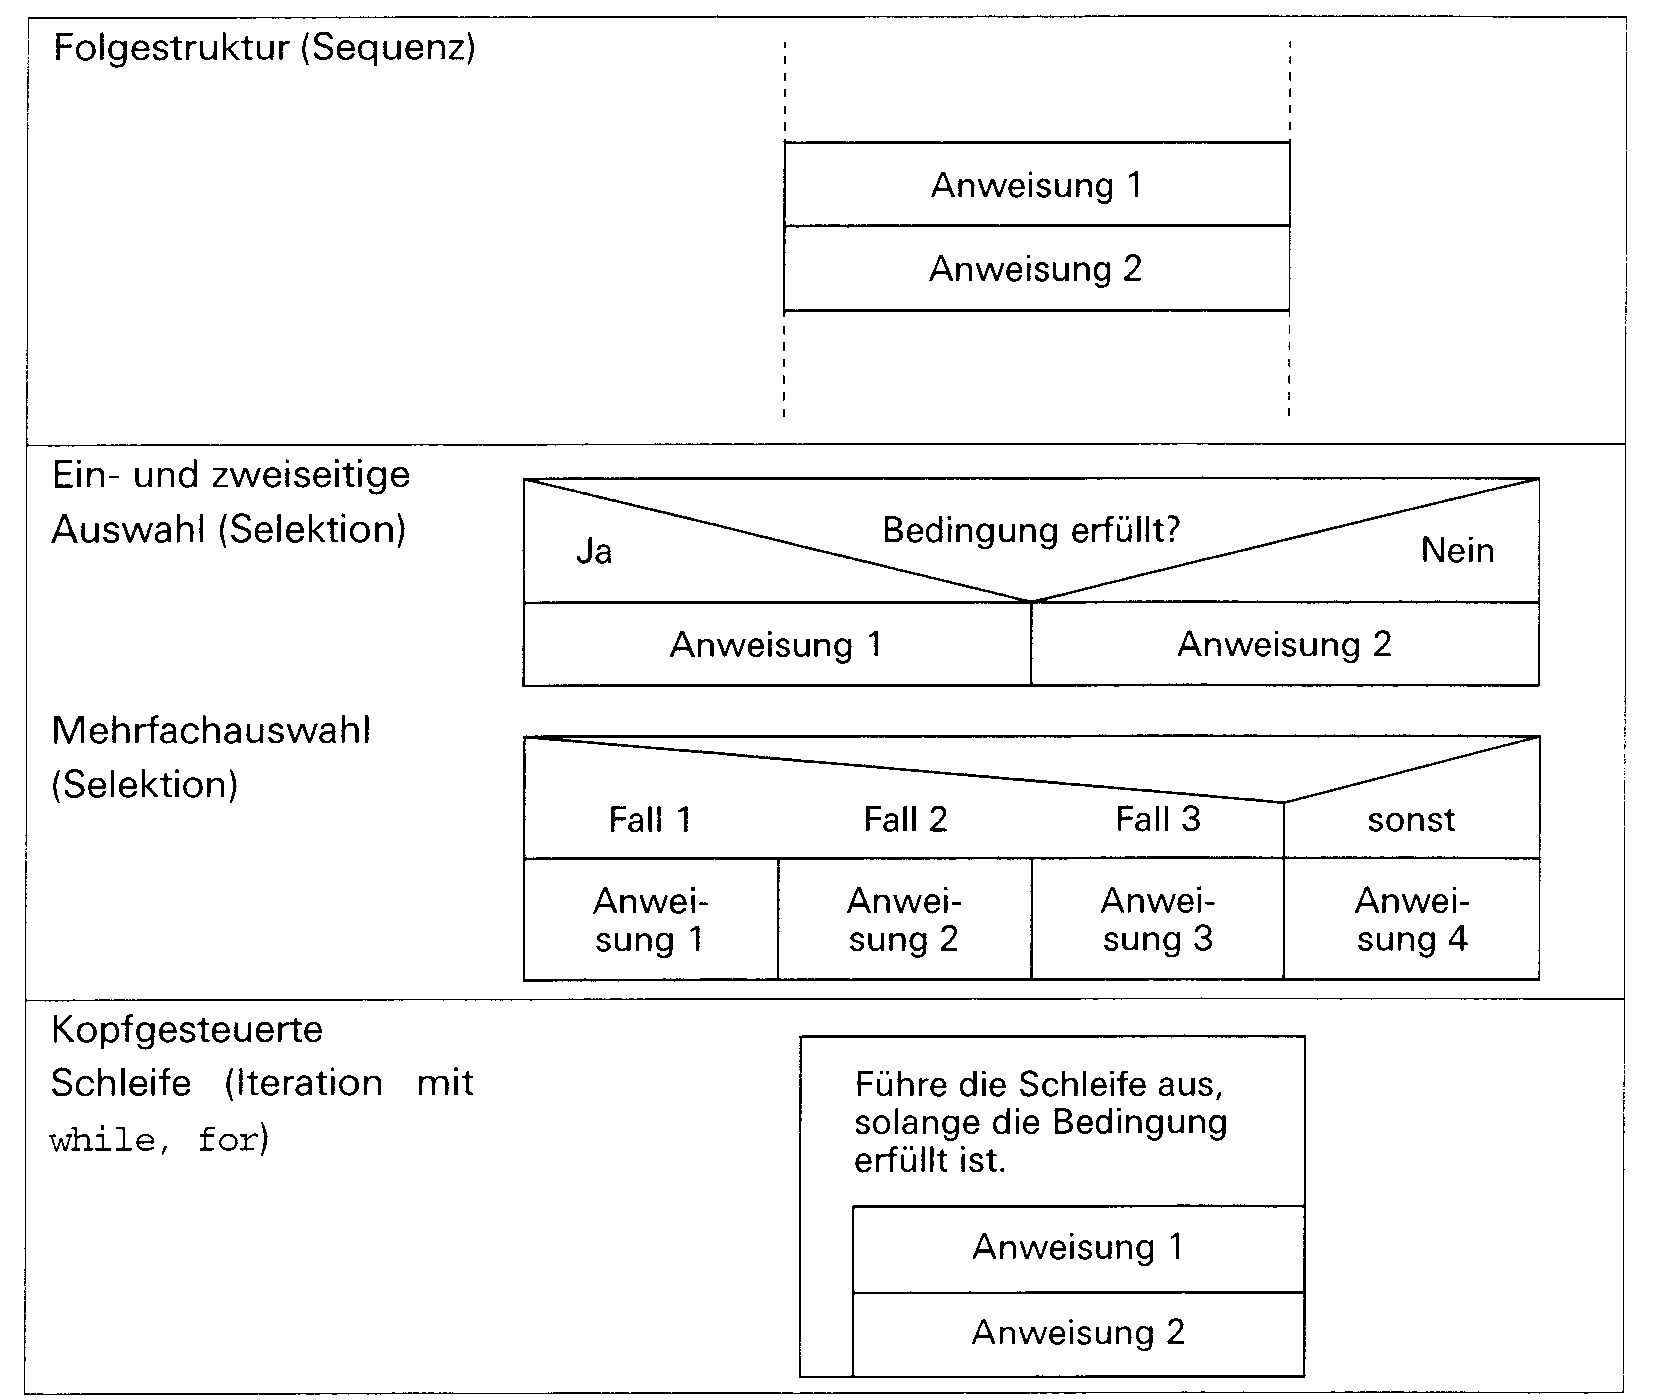 Folgestruktur (Sequenz)
Anweisung 1
Anweisung 2
Ein- und zweiseitige
Auswahl (Selektion)
Bedingung erfüllt?
Ja
Nein
Anweisung 1
Anweisung 2
Mehrfachauswahl
(Selektion)
Fall 1
Fall 2
Fall 3
sonst
Anwei-
sung 1
Anwei-
sung 2
Anwei-
sung 3
Anwei-
sung 4
Kopfgesteuerte
Schleife (Iteration mit
while, for)
Führe die Schleife aus,
solange die Bedingung
erfüllt ist.
Anweisung 1
Anweisung 2